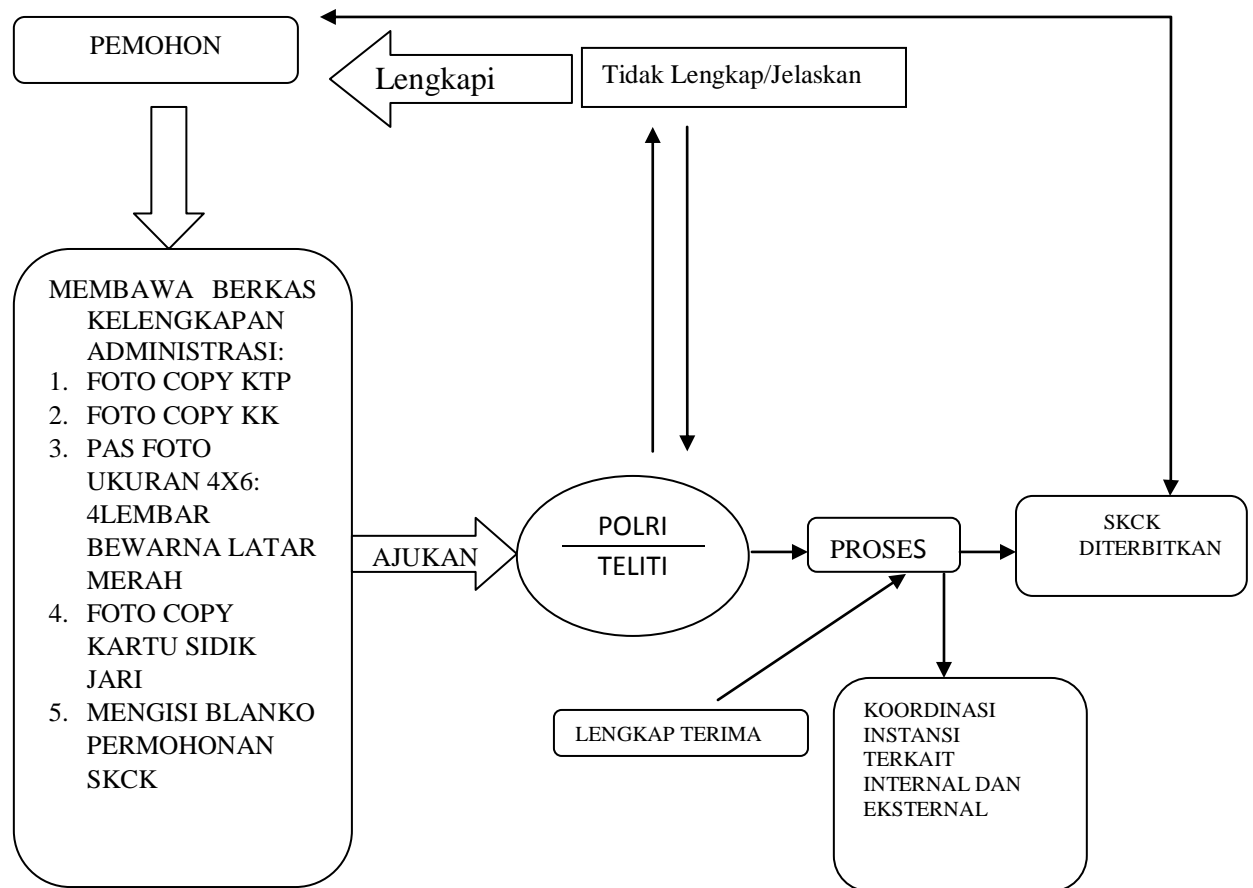 PEMOHON
Lengkapi
Tidak Lengkap/Jelaskan
MEMBAWA BERKAS
KELENGKAPAN
ADMINISTRASI:
1. FOTO COPY KTP
2. FOTO COPY KK
3. PAS FOTO
UKURAN 4X6:
4LEMBAR
BEWARNA LATAR
MERAH
4. FOTO COPY
KARTU SIDIK
JARI
5. MENGISI BLANKO
PERMOHONAN
SKCK
AJUKAN
POLRI
TELITI
PROSES
SKCK
DITERBITKAN
LENGKAP TERIMA
KOORDINASI
INSTANSI
TERKAIT
INTERNAL DAN
EKSTERNAL